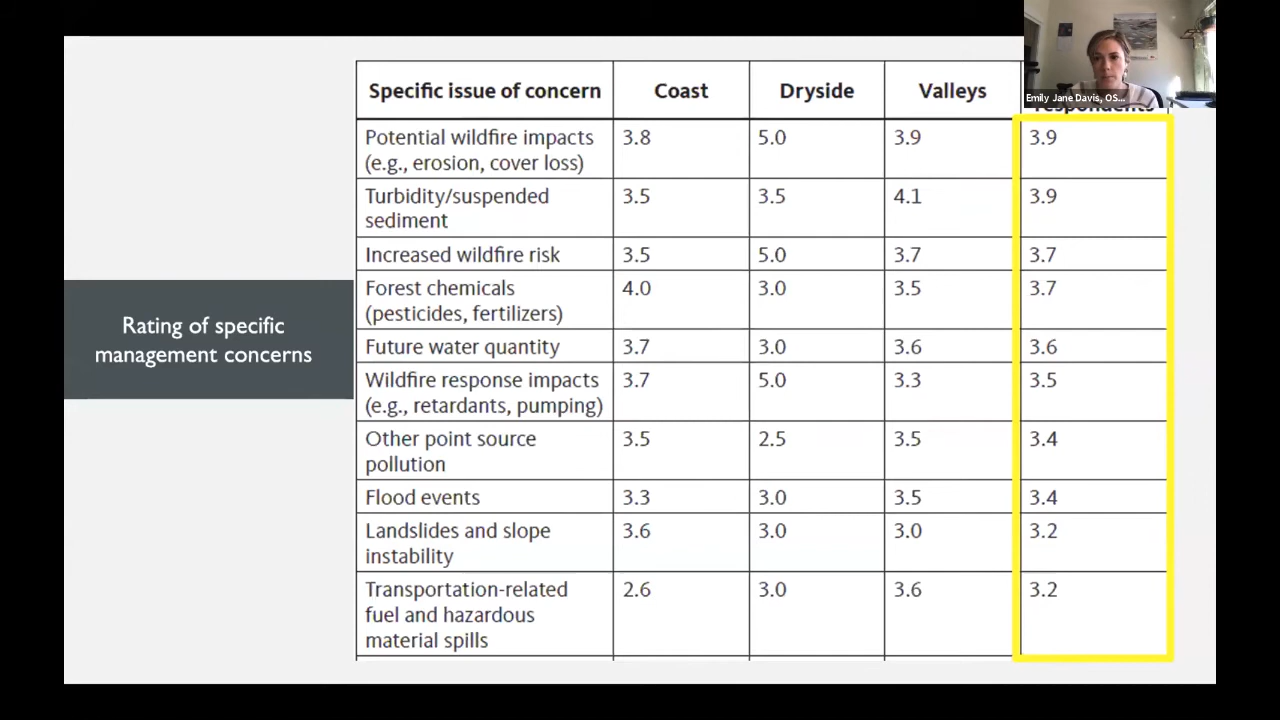 Emily Jane Davis, OS...
Specific issue of concern Coast Dryside Valleys respondents
Potential wildfire impacts 3.8 5.0 3.9 3.9
(e.g., erosion, cover loss)
Turbidity/suspended 3.5 3.5 4.1 3.9
sediment
Increased wildfire risk 3.5 5.0 3.7 3.7
Forest chemicals 4.0 3.0 3.5 3.7
(pesticides, fertilizers)
Future water quantity 3.7 3.0 3.6 3.6
Wildfire response impacts 3.7 5.0 3.3 3.5
(e.g., retardants, pumping)
Other point source 3.5 2.5 3.5 3.4
pollution
Flood events 3.3 3.0 3.5 3.4
Landslides and slope 3.6 3.0 3.0 3.2
instability
Transportation-related 2.6 3.0 3.6 3.2
fuel and hazardous
material spills
Rating of specific
management concerns